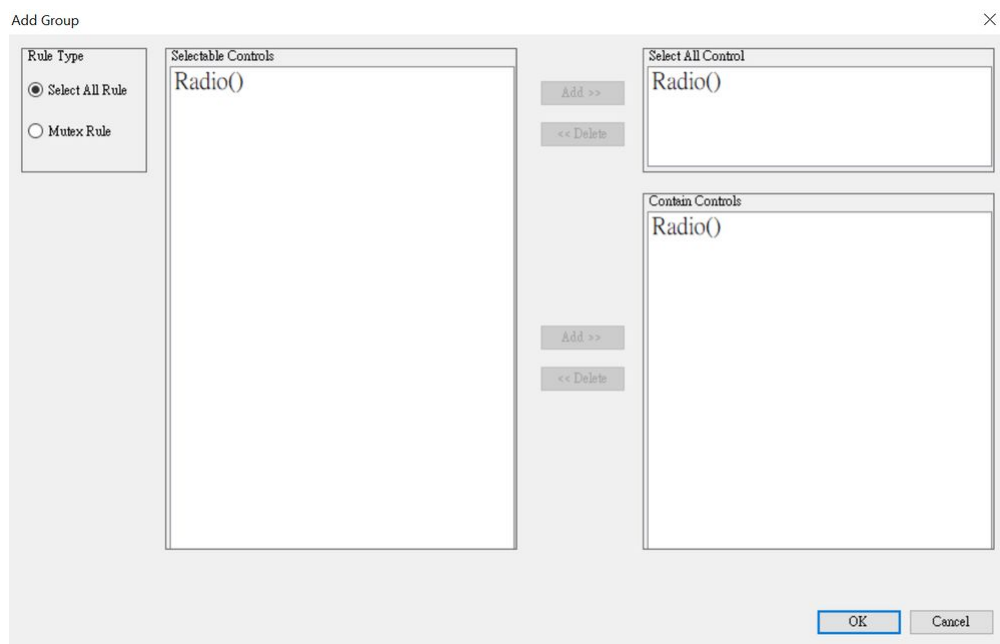 Add Group
Rule Type
Select All Rule
Mutex Rule
Selectable Controls
Radio()
Add >>
<< Delete
Add >>
<< Delete
Select All Control
Radio()
Contain Controls
Radio()
OK
Cancel